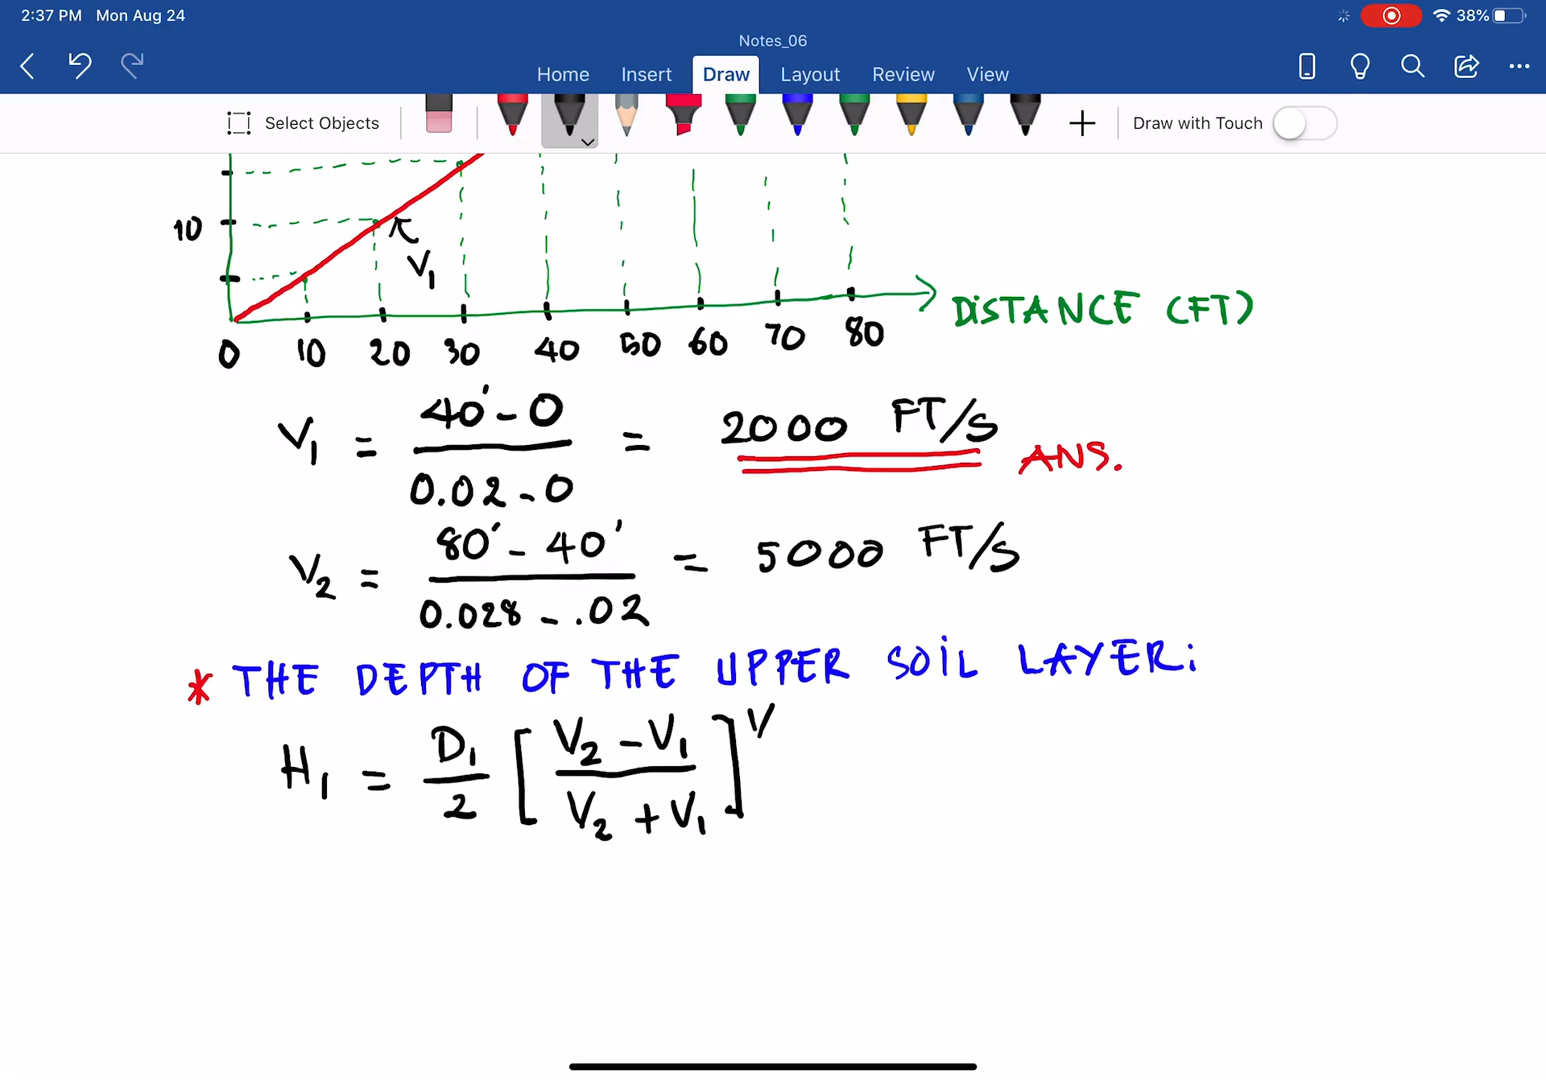 2:37 PM Mon Aug 24
38%
Notes_06
Home Insert Draw Layout Review View
Select Objects
Draw with Touch
10
V1
DISTANCE (FT)
0 10 20 30 40 50 60 70 80
V1 = 40' - 0 / 0.02 - 0 = 2000 FT/S ANS.
V2 = 80' - 40' / 0.028 - .02 = 5000 FT/S
* THE DEPTH OF THE UPPER SOIL LAYER:
H1 = D1 / 2 [ V2 - V1 / V2 + V1 ] 1/